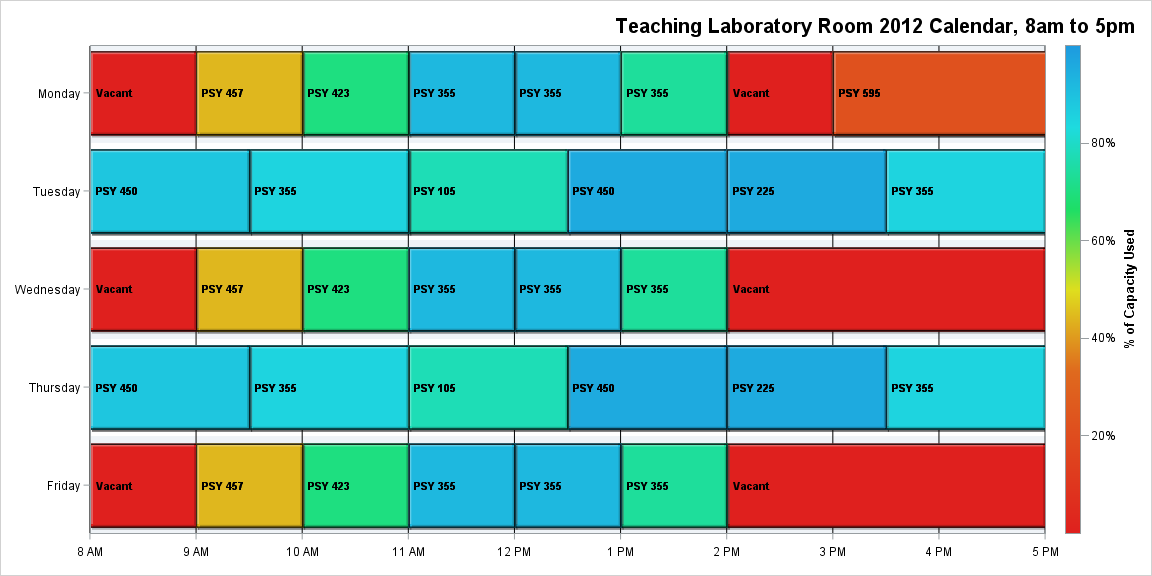 Teaching Laboratory Room 2012 Calendar, 8am to 5pm
Monday
Vacant
PSY 457
PSY 423
PSY 355
PSY 355
PSY 355
Vacant
PSY 595
Tuesday
PSY 450
PSY 355
PSY 105
PSY 450
PSY 225
PSY 355
Wednesday
Vacant
PSY 457
PSY 423
PSY 355
PSY 355
PSY 355
Vacant
Thursday
PSY 450
PSY 355
PSY 105
PSY 450
PSY 225
PSY 355
Friday
Vacant
PSY 457
PSY 423
PSY 355
PSY 355
PSY 355
Vacant
8 AM
9 AM
10 AM
11 AM
12 PM
1 PM
2 PM
3 PM
4 PM
5 PM
80%
60%
40%
20%
% of Capacity Used